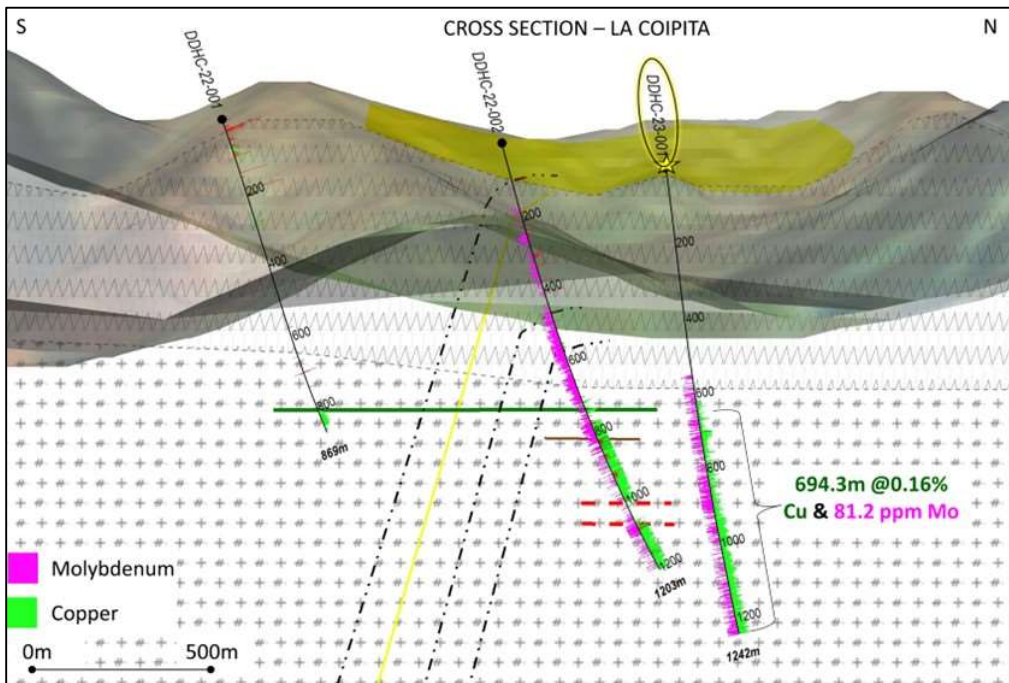 S
CROSS SECTION – LA COIPITA
N
DDHC-22-001
DDHC-22-002
DDHC-23-001
200
400
600
800
869m
200
400
600
800
1000
1200
1203m
200
400
600
800
1000
1200
1242m
694.3m @0.16%
Cu & 81.2 ppm Mo
Molybdenum
Copper
0m
500m